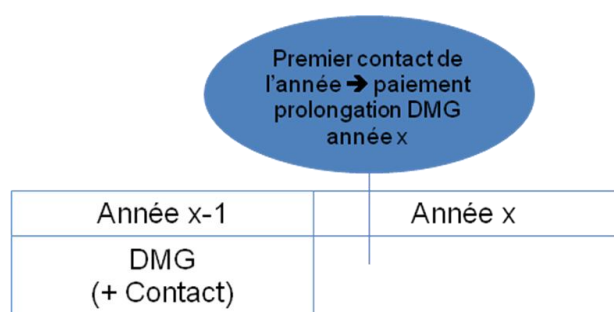 Premier contact de
l'année ➔ paiement
prolongation DMG
année x
Année x-1
Année x
DMG
(+ Contact)